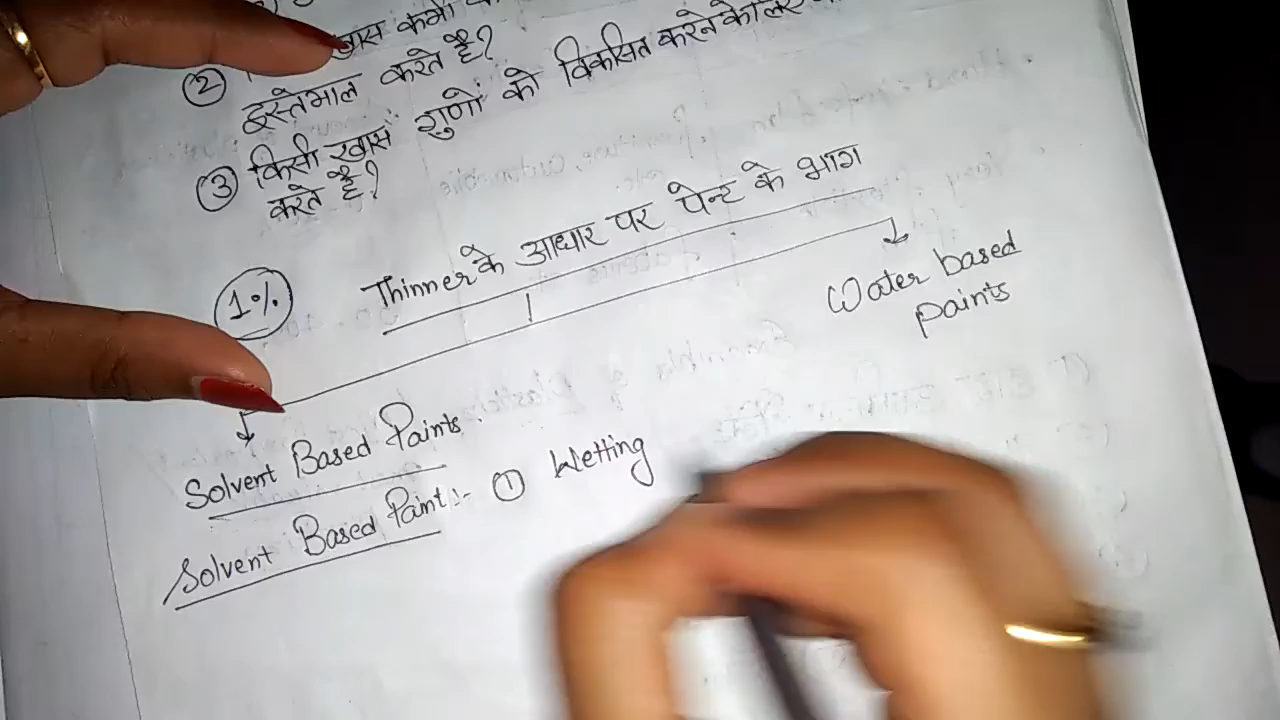 ② खास कमी
इस्तेमाल करते है?
③ किसी खास गुणों को विकसित करने के लिए
करते है?
1%
Thinner के आधार पर पेन्ट के भाग
Water based
paints
Solvent Based Paints.
Solvent Based Paint:- ① Wetting